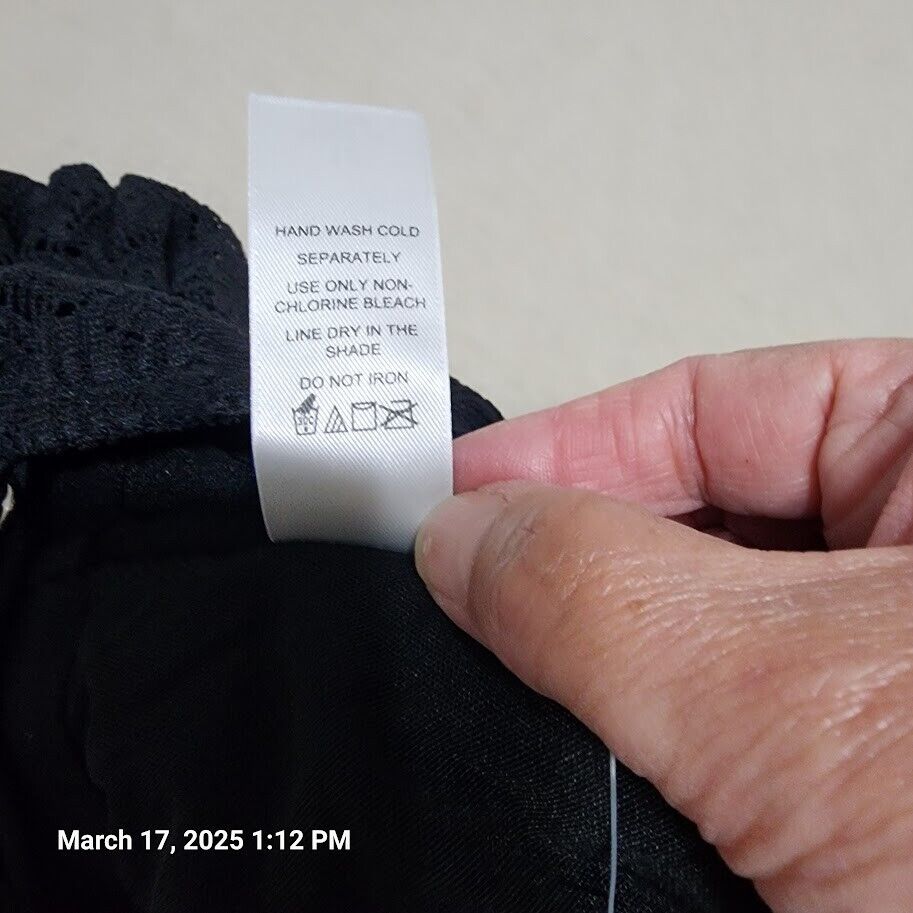 HAND WASH COLD
SEPARATELY
USE ONLY NON-
CHLORINE BLEACH
LINE DRY IN THE
SHADE
DO NOT IRON
March 17, 2025 1:12 PM